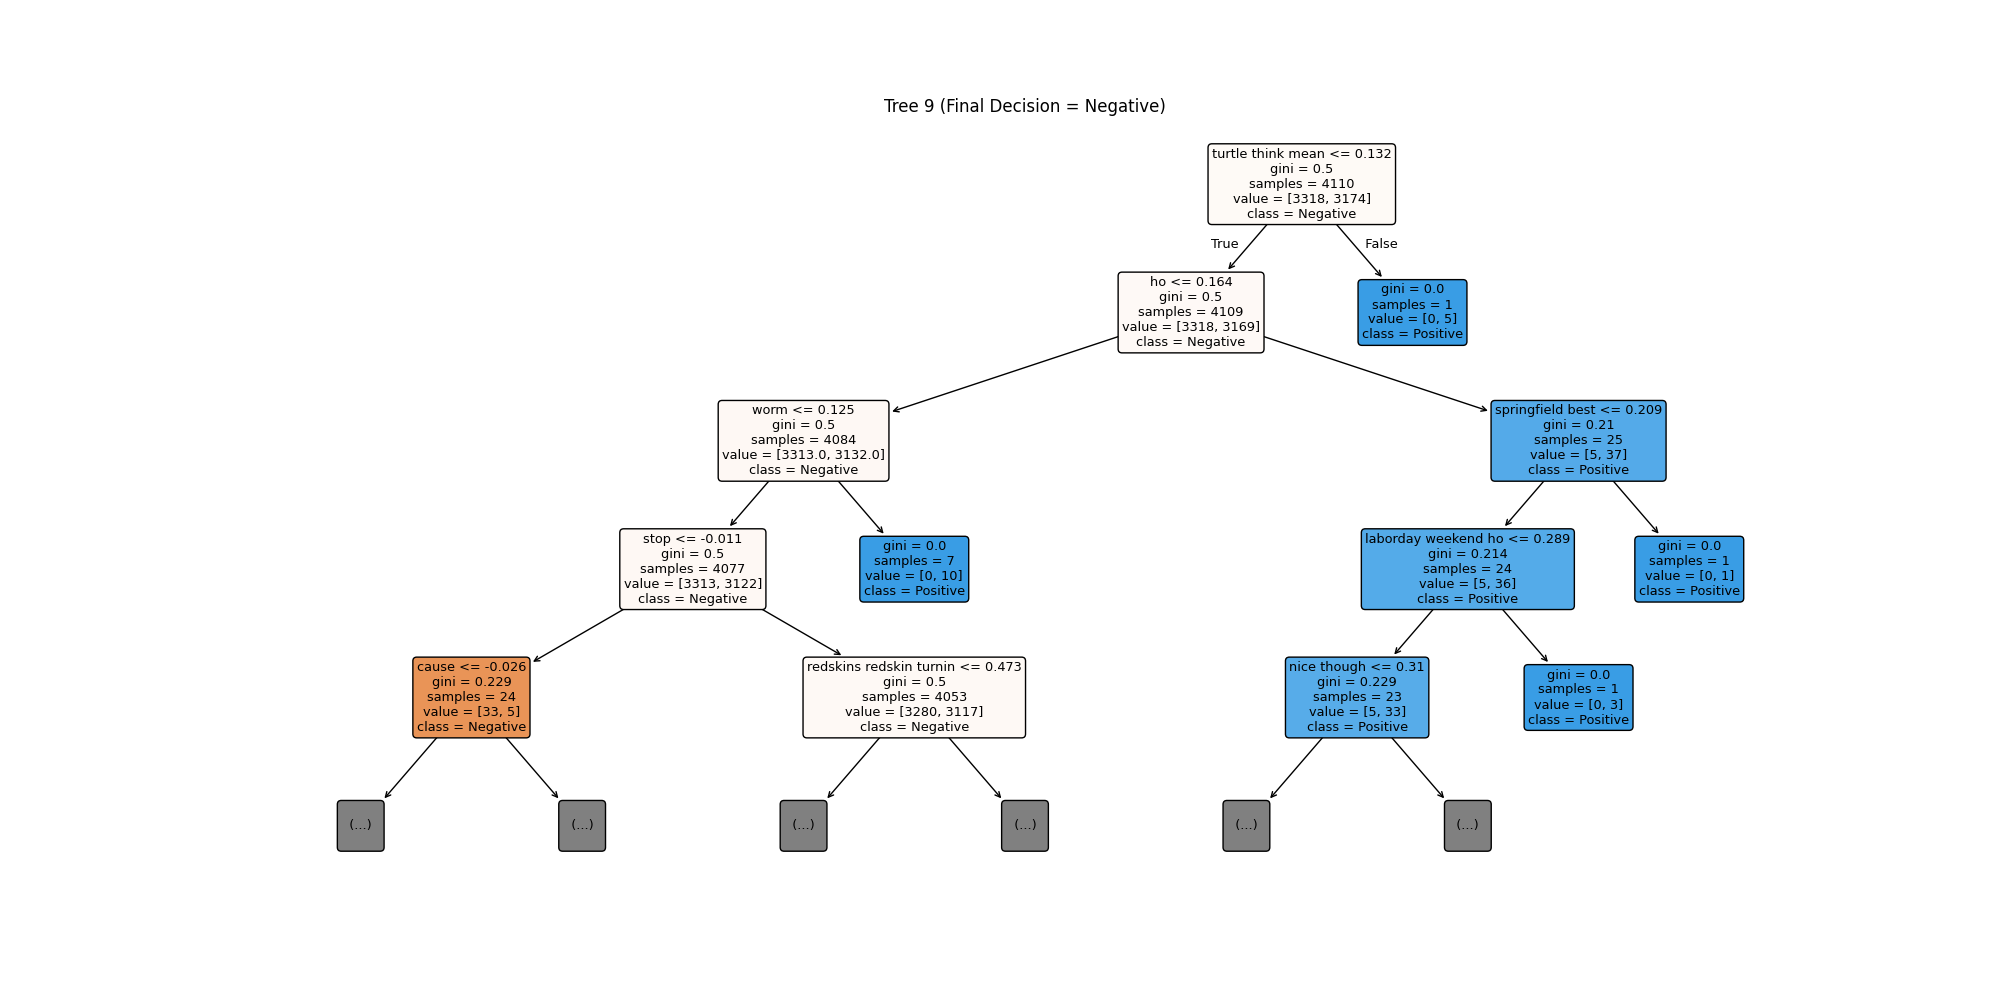 Tree 9 (Final Decision = Negative)
turtle think mean <= 0.132
gini = 0.5
samples = 4110
value = [3318, 3174]
class = Negative
True
False
ho <= 0.164
gini = 0.5
samples = 4109
value = [3318, 3169]
class = Negative
gini = 0.0
samples = 1
value = [0, 5]
class = Positive
worm <= 0.125
gini = 0.5
samples = 4084
value = [3313.0, 3132.0]
class = Negative
springfield best <= 0.209
gini = 0.21
samples = 25
value = [5, 37]
class = Positive
stop <= -0.011
gini = 0.5
samples = 4077
value = [3313, 3122]
class = Negative
gini = 0.0
samples = 7
value = [0, 10]
class = Positive
laborday weekend ho <= 0.289
gini = 0.214
samples = 24
value = [5, 36]
class = Positive
gini = 0.0
samples = 1
value = [0, 1]
class = Positive
cause <= -0.026
gini = 0.229
samples = 24
value = [33, 5]
class = Negative
redskins redskin turnin <= 0.473
gini = 0.5
samples = 4053
value = [3280, 3117]
class = Negative
nice though <= 0.31
gini = 0.229
samples = 23
value = [5, 33]
class = Positive
gini = 0.0
samples = 1
value = [0, 3]
class = Positive
(...)
(...)
(...)
(...)
(...)
(...)